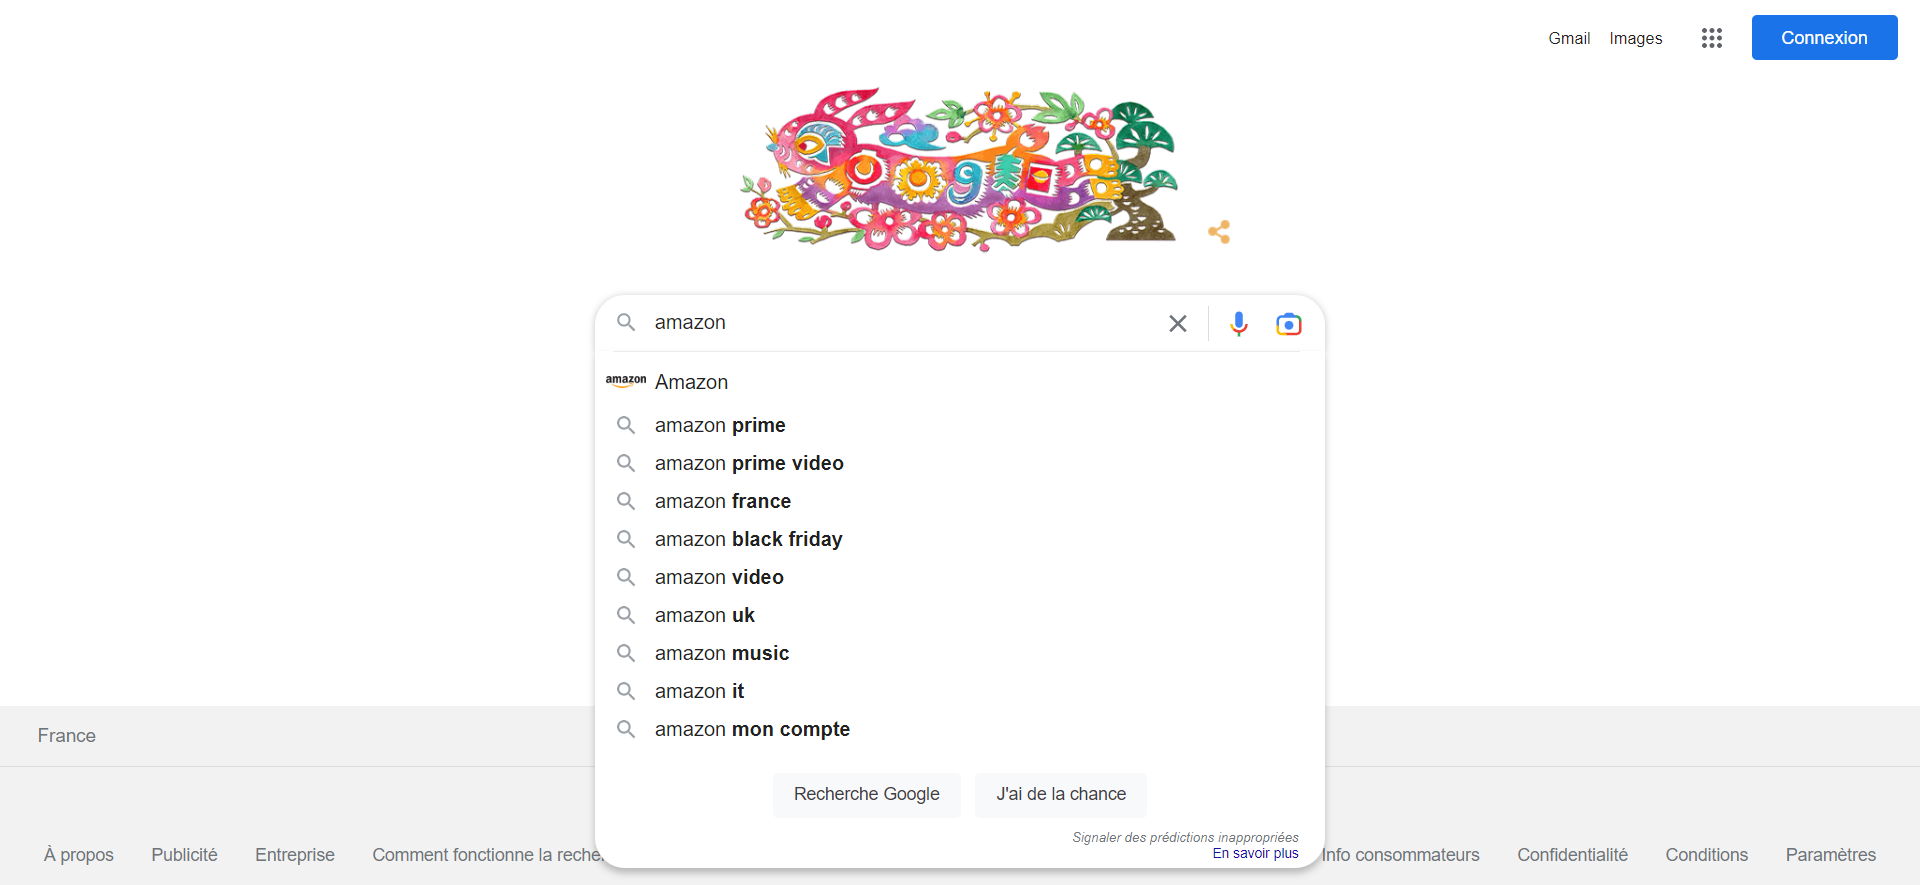 Gmail Images Connexion
amazon
amazon Amazon
amazon prime
amazon prime video
amazon france
amazon black friday
amazon video
amazon uk
amazon music
amazon it
amazon mon compte
France
Recherche Google J'ai de la chance
Signaler des prédictions inappropriées
En savoir plus
À propos Publicité Entreprise Comment fonctionne la reche Info consommateurs Confidentialité Conditions Paramètres